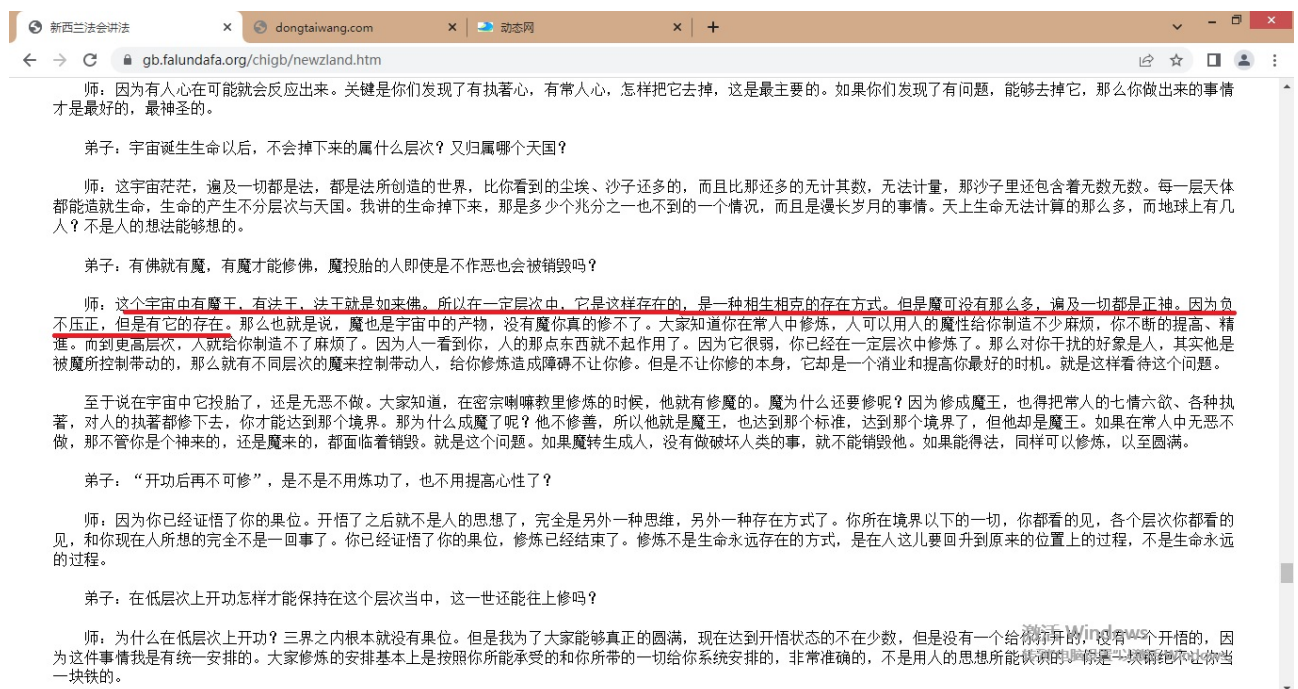 新西兰法会讲法
dongtaiwang.com
动态网
gb.falundafa.org/chigb/newzland.htm
师：因为有人心在可能就会反应出来。关键是你们发现了有执著心，有常人心，怎样把它去掉，这是最主要的。如果你们发现了有问题，能够去掉它，那么你做出来的事情
才是最好的，最神圣的。
弟子：宇宙诞生生命以后，不会掉下来的属什么层次？又归属哪个天国？
师：这宇宙茫茫，遍及一切都是法，都是法所创造的世界，比你看到的尘埃、沙子还多的，而且比那还多的无计其数，无法计量，那沙子里还包含着无数无数。每一层天体
都能造就生命，生命的产生不分层次与天国。我讲的生命掉下来，那是多少个兆分之一也不到的一个情况，而且是漫长岁月的事情。天上生命无法计算的那么多，而地球上有几
人？不是人的想法能够想的。
弟子：有佛就有魔，有魔才能修佛，魔投胎的人即使是不作恶也会被销毁吗？
师：这个宇宙中有魔王，有法王，法王就是如来佛。所以在一定层次中，它是这样存在的，是一种相生相克的存在方式。但是魔可没有那么多，遍及一切都是正神。因为负
不压正，但是有它的存在。那么也就是说，魔也是宇宙中的产物，没有魔你真的修不了。大家知道你在常人中修炼，人可以用人的魔性给你制造不少麻烦，你不断的提高、精
進。而到更高层次，人就给你制造不了麻烦了。因为人一看到你，人的那点东西就不起作用了。因为它很弱，你已经在一定层次中修炼了。那么对你干扰的好象是人，其实他是
被魔所控制带动的，那么就有不同层次的魔来控制带动人，给你修炼造成障碍不让你修。但是不让你修的本身，它却是一个消业和提高你最好的时机。就是这样看待这个问题。
至于说在宇宙中它投胎了，还是无恶不做。大家知道，在密宗喇嘛教里修炼的时候，他就有修魔的。魔为什么还要修呢？因为修成魔王，也得把常人的七情六欲、各种执
著，对人的执著都修下去，你才能达到那个境界。那为什么成魔了呢？他不修善，所以他就是魔王，也达到那个标准，达到那个境界了，但他却是魔王。如果在常人中无恶不
做，那不管你是个神来的，还是魔来的，都面临着销毁。就是这个问题。如果魔转生成人，没有做破坏人类的事，就不能销毁他。如果能得法，同样可以修炼，以至圆满。
弟子：“开功后再不可修”，是不是不用炼功了，也不用提高心性了？
师：因为你已经证悟了你的果位。开悟了之后就不是人的思想了，完全是另外一种思维，另外一种存在方式了。你所在境界以下的一切，你都看的见，各个层次你都看的
见，和你现在人所想的完全不是一回事了。你已经证悟了你的果位，修炼已经结束了。修炼不是生命永远存在的方式，是在人这儿要回升到原来的位置上的过程，不是生命永远
的过程。
弟子：在低层次上开功怎样才能保持在这个层次当中，这一世还能往上修吗？
师：为什么在低层次上开功？三界之内根本就没有果位。但是我为了大家能够真正的圆满，现在达到开悟状态的不在少数，但是没有一个给你打开的，没有一个开悟的，因
为这件事情我是有统一安排的。大家修炼的安排基本上是按照你所能承受的和你所带的一切给你系统安排的，非常准确的，不是用人的思想所能认识的。你是一块钢绝不让你当
一块铁的。
激活 Windows